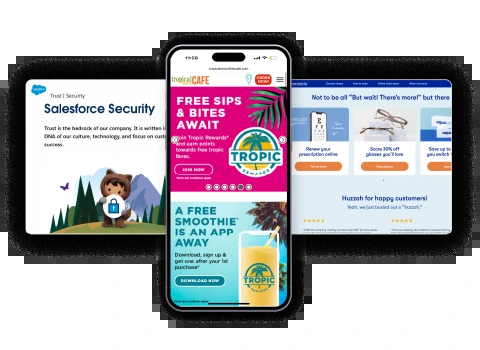 salesforce
Trust | Security
Salesforce Security
Trust is the bedrock of our company. It is written i
DNA of our culture, technology, and focus on custo
success.
tropicalsmoothiecafe.com
tropical
CAFE
ORDER
NOW!
FREE SIPS
& BITES
AWAIT
Join Tropic Rewards®
and earn points
towards free tropic
faves.
JOIN NOW
TROPIC
REWARDS
A FREE
SMOOTHIE*
IS AN APP
AWAY
Download, sign up &
get one after your 1st
purchase*
DOWNLOAD NOW
TROPIC
REWARDS
Not to be all "But wait! There's more!" but there
Renew your
prescription online
Score 30% off
glasses you'll love
Save up to
you switch
Huzzah for happy customers!
Yeah, we just busted out a "huzzah."